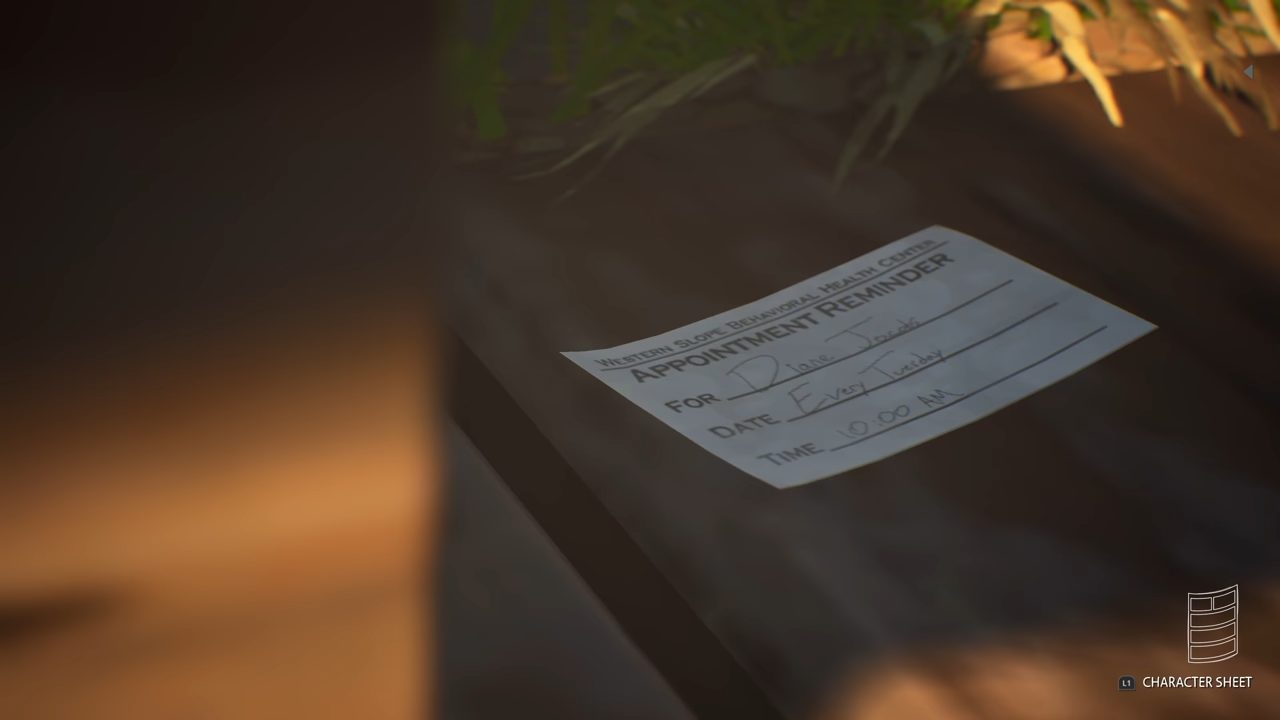 WESTERN SLOPE BEHAVIORAL HEALTH CENTER
APPOINTMENT REMINDER
FOR Diane Jacobs
DATE Every Tuesday
TIME 10:00 AM
L1 CHARACTER SHEET